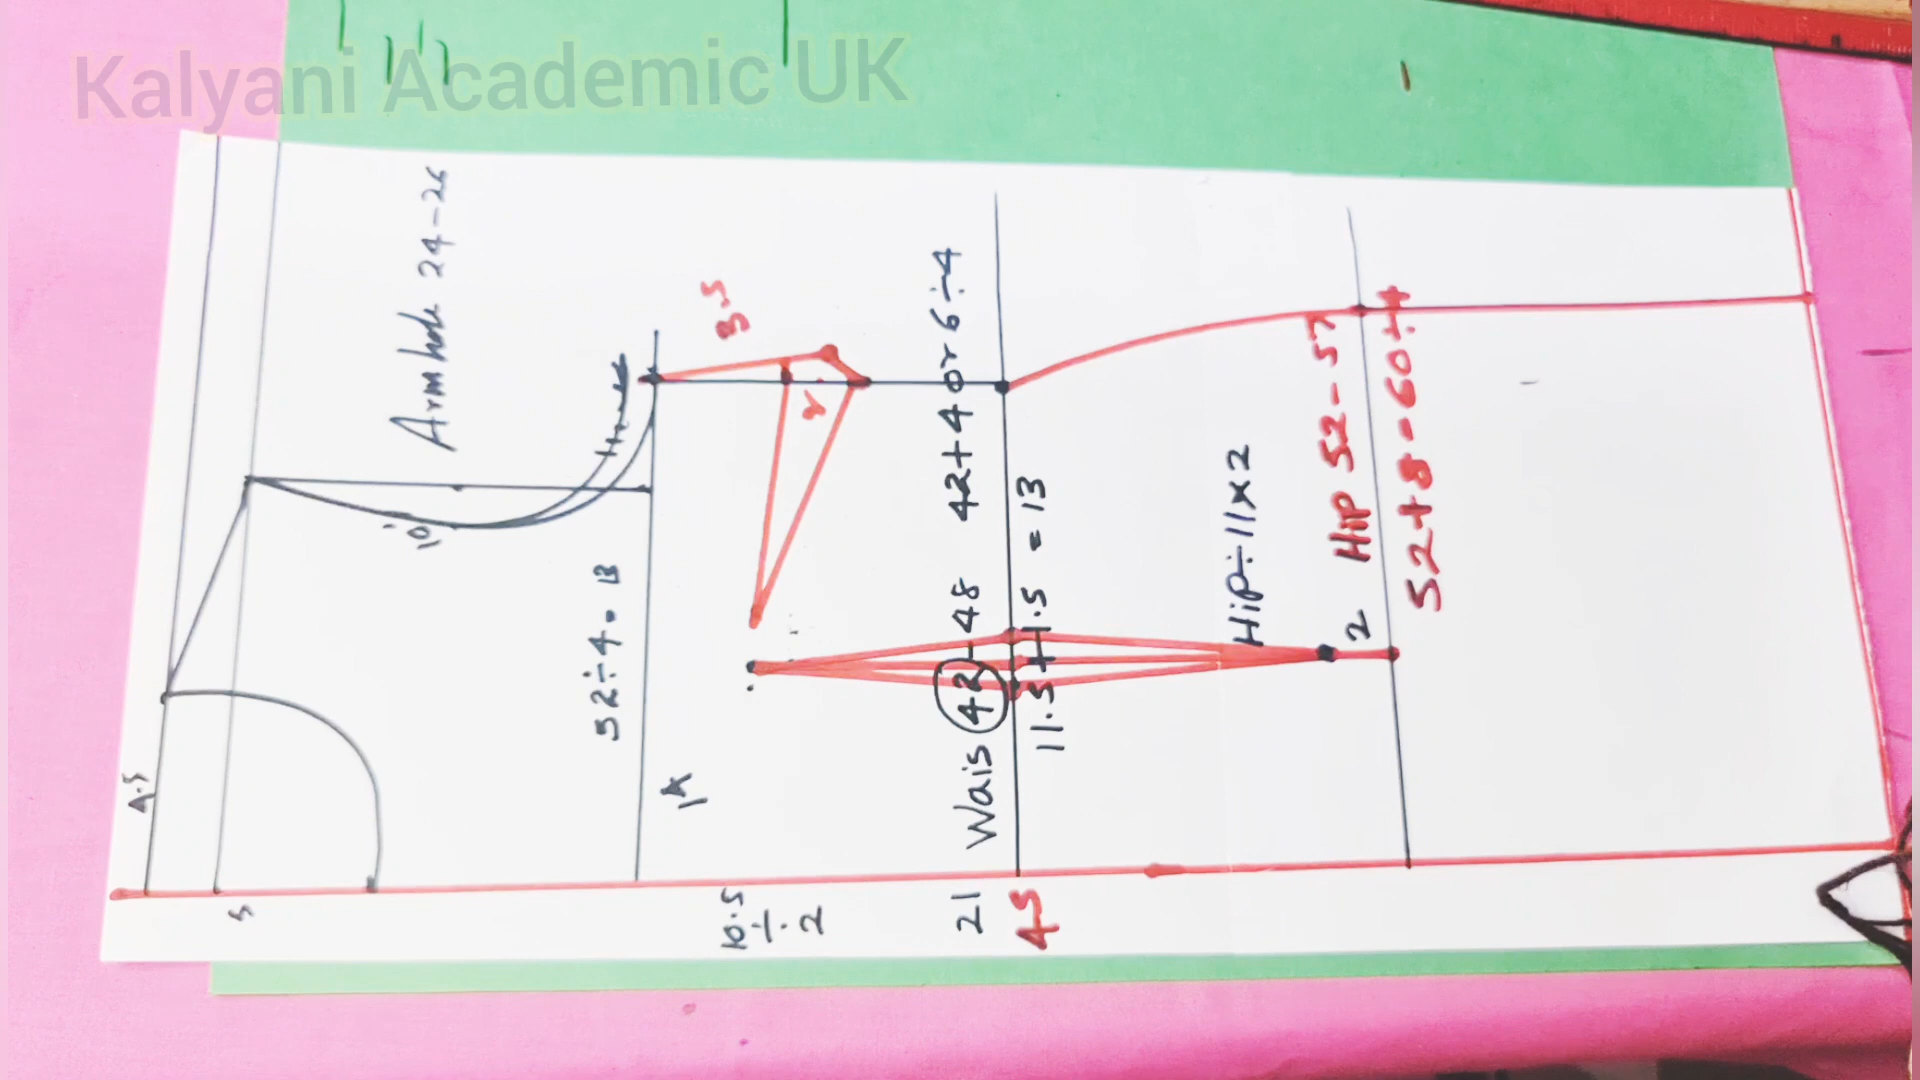 Kalyani Academic UK
4.5
5
Armhole 24-26
10
52÷4=13
3.5
2
10.5
÷
2
21
Wais 42-48 42+4 or 6÷4
11.5+1.5=13
45
Hip÷11x2
2
Hip 52-57
52+8=60÷4